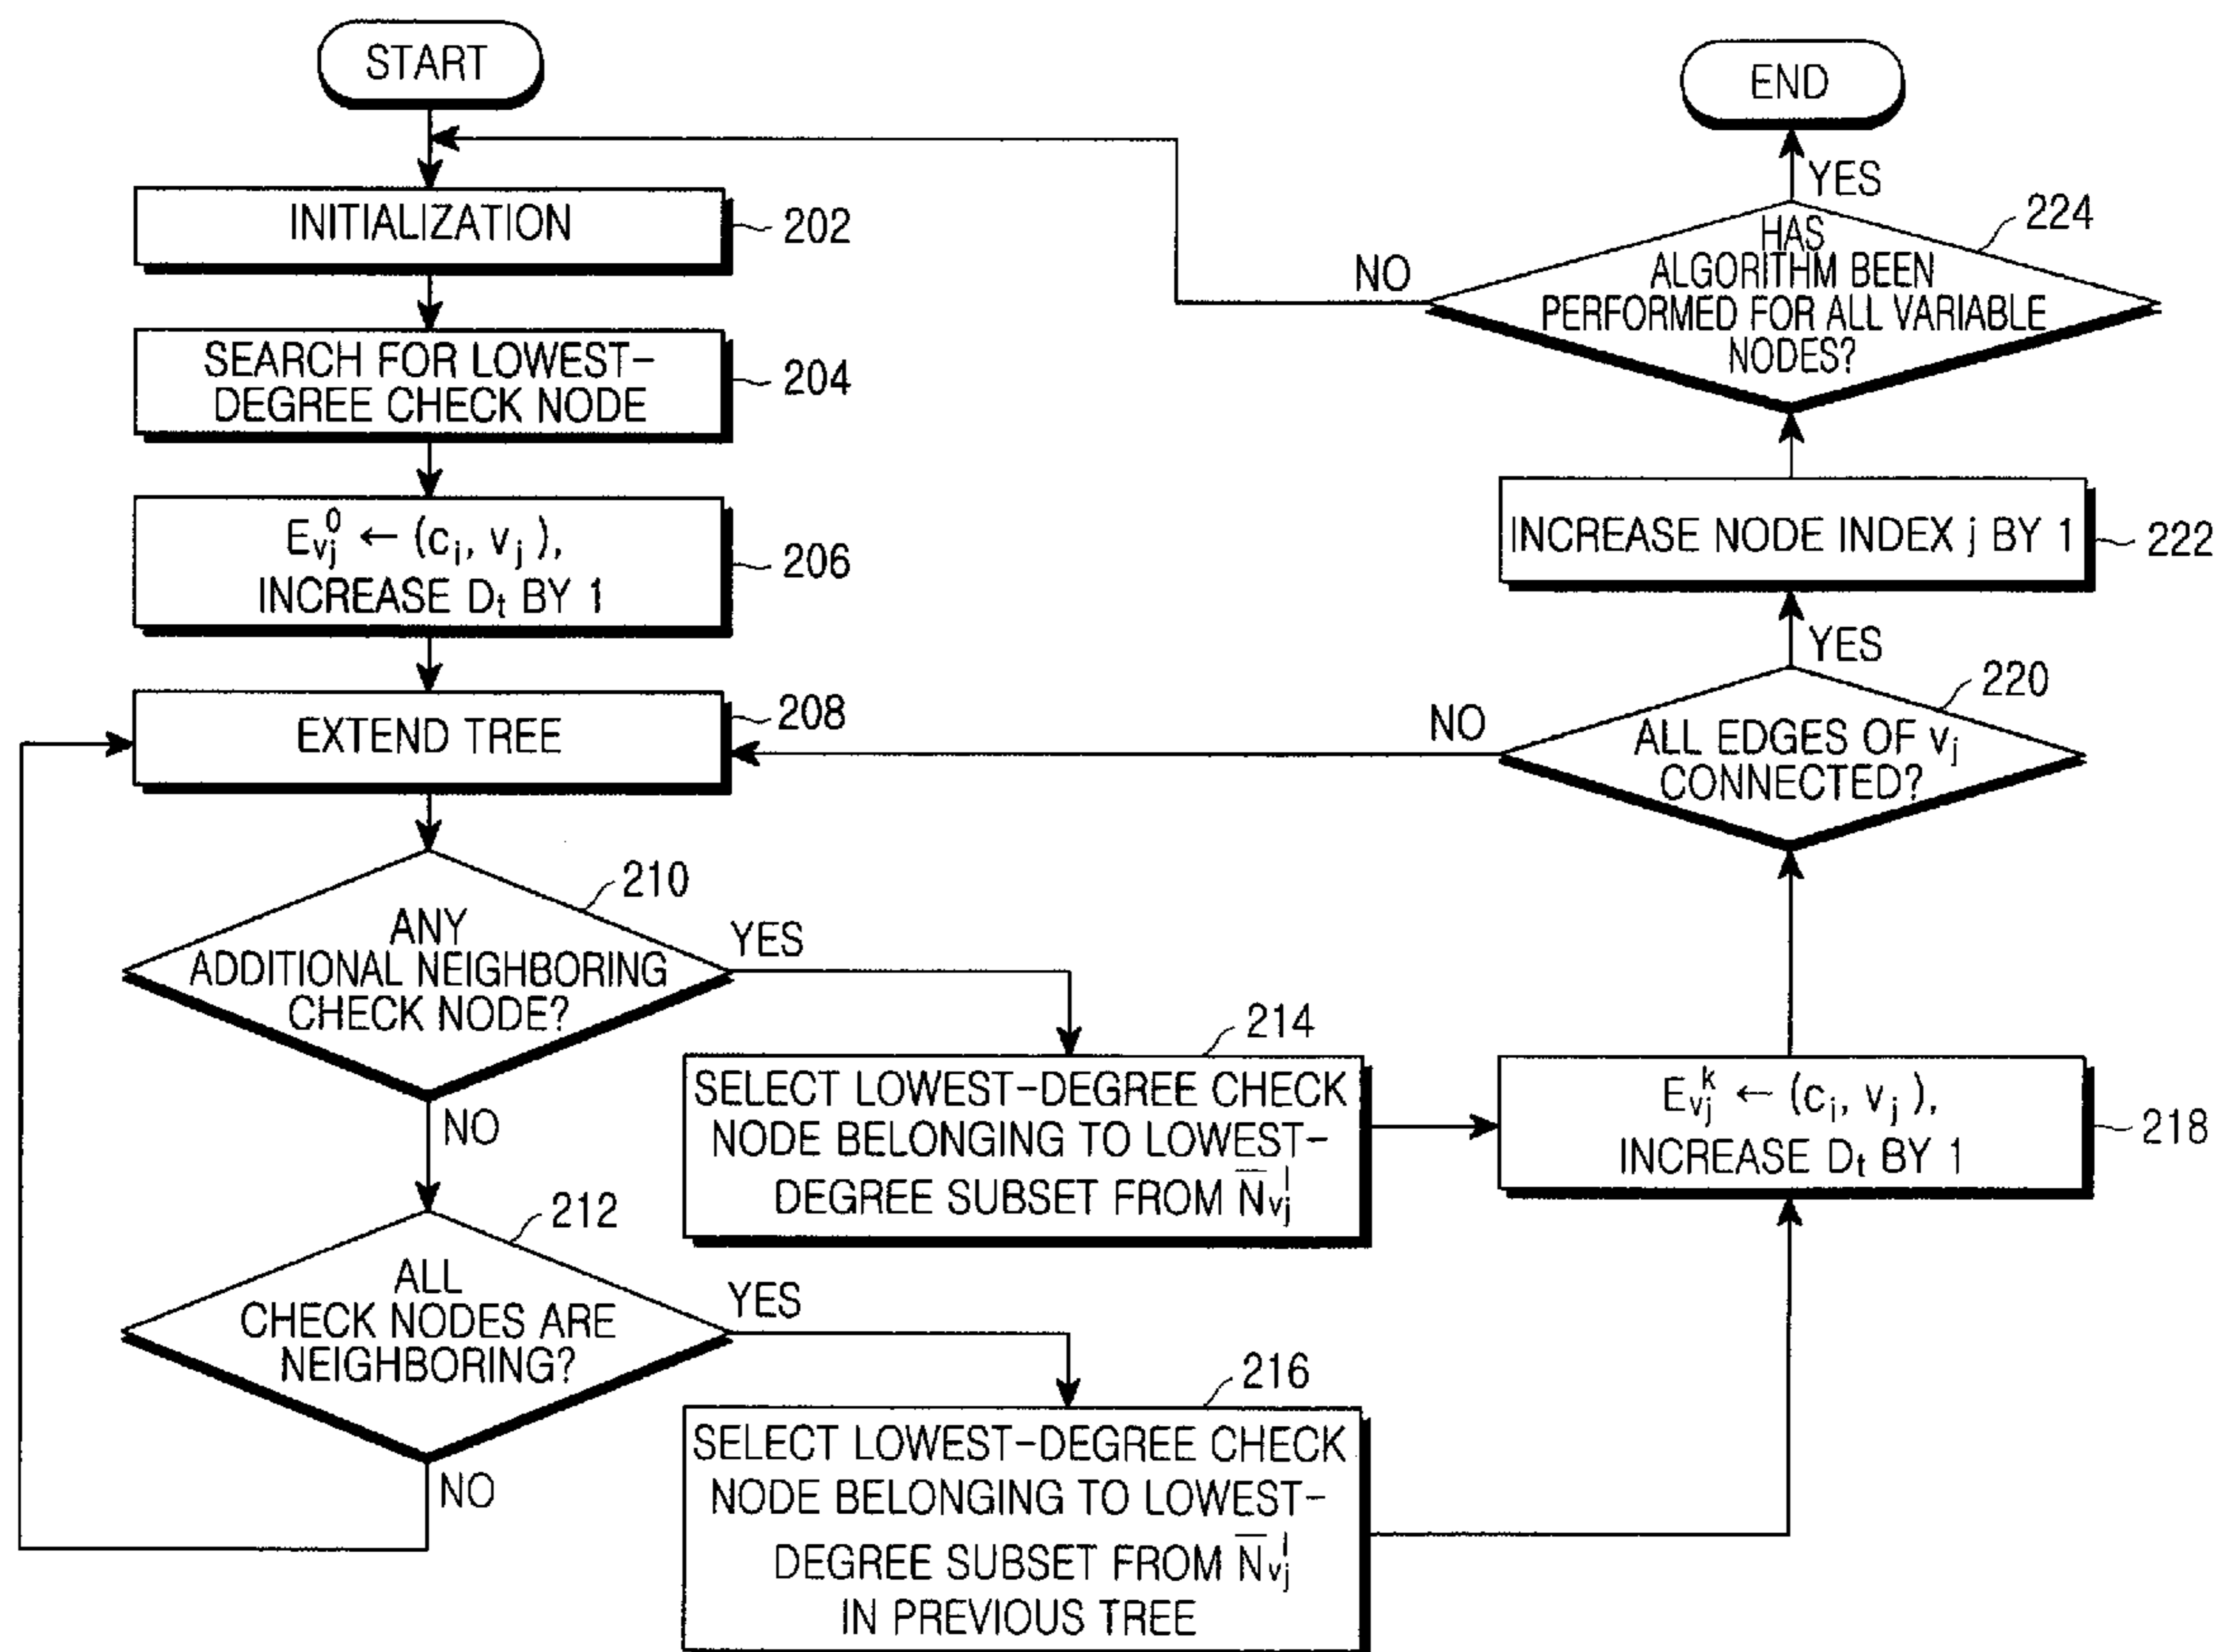 START
INITIALIZATION
202
SEARCH FOR LOWEST-
DEGREE CHECK NODE
204
E⁰ᵥⱼ ← (cᵢ, vⱼ),
INCREASE Dₜ BY 1
206
EXTEND TREE
208
ANY
ADDITIONAL NEIGHBORING
CHECK NODE?
210
YES
NO
ALL
CHECK NODES ARE
NEIGHBORING?
212
YES
NO
214
SELECT LOWEST-DEGREE CHECK
NODE BELONGING TO LOWEST-
DEGREE SUBSET FROM N̅ˡᵥⱼ
216
SELECT LOWEST-DEGREE CHECK
NODE BELONGING TO LOWEST-
DEGREE SUBSET FROM N̅ˡᵥⱼ
IN PREVIOUS TREE
Eᵏᵥⱼ ← (cᵢ, vⱼ),
INCREASE Dₜ BY 1
218
ALL EDGES OF vⱼ
CONNECTED?
220
NO
YES
INCREASE NODE INDEX j BY 1
222
HAS
ALGORITHM BEEN
PERFORMED FOR ALL VARIABLE
NODES?
224
NO
YES
END